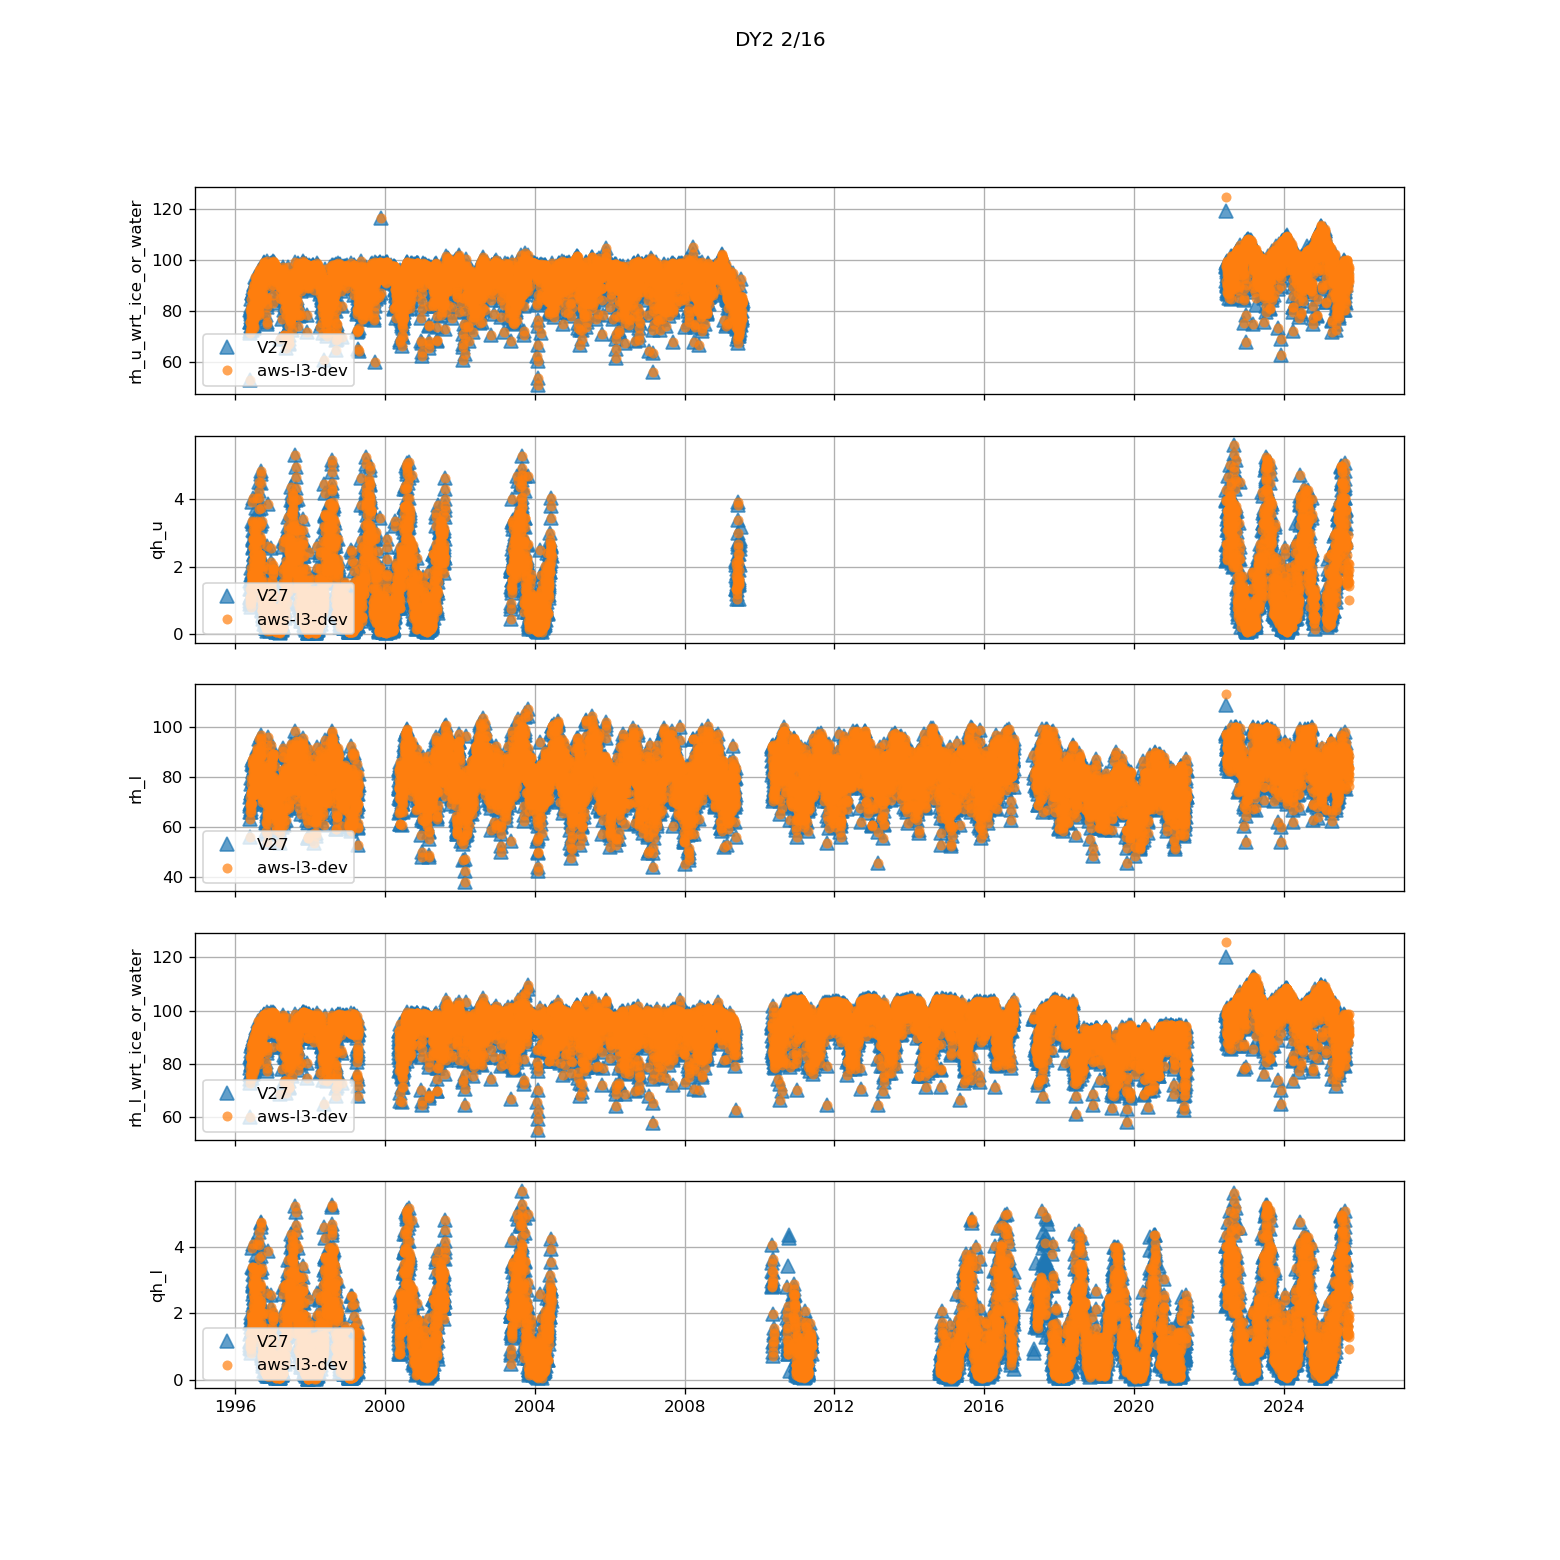 DY2 2/16
rh_u_wrt_ice_or_water
120
100
80
60
V27
aws-l3-dev
qh_u
4
2
0
V27
aws-l3-dev
rh_l
100
80
60
40
V27
aws-l3-dev
rh_l_wrt_ice_or_water
120
100
80
60
V27
aws-l3-dev
qh_l
4
2
0
V27
aws-l3-dev
1996 2000 2004 2008 2012 2016 2020 2024